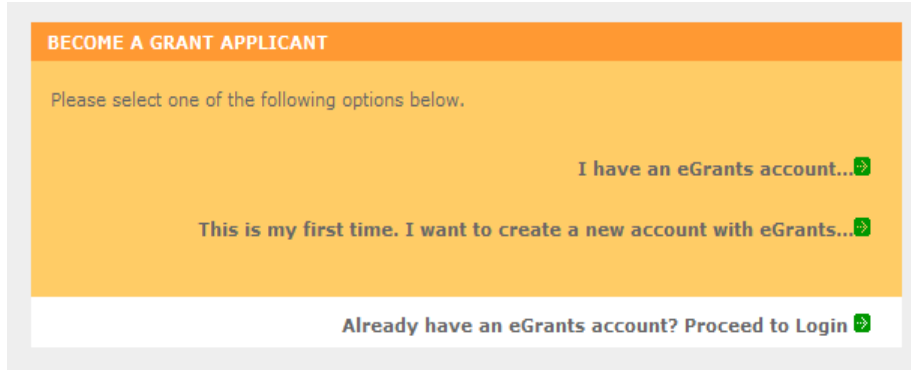 BECOME A GRANT APPLICANT
Please select one of the following options below.
I have an eGrants account...
This is my first time. I want to create a new account with eGrants...
Already have an eGrants account? Proceed to Login